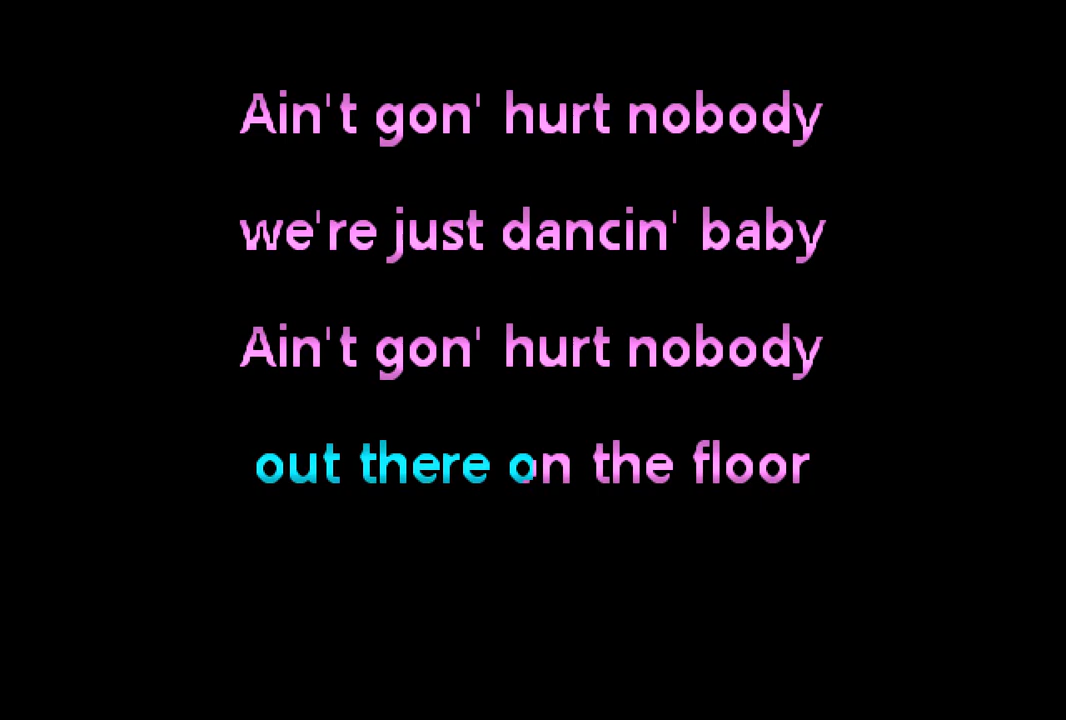 Ain't gon' hurt nobody
we're just dancin' baby
Ain't gon' hurt nobody
out there on the floor